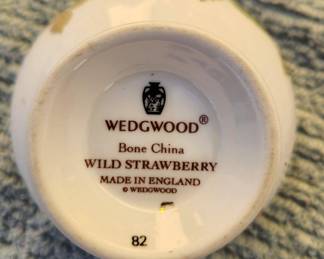 WEDGWOOD®
Bone China
WILD STRAWBERRY
MADE IN ENGLAND
© WEDGWOOD
82